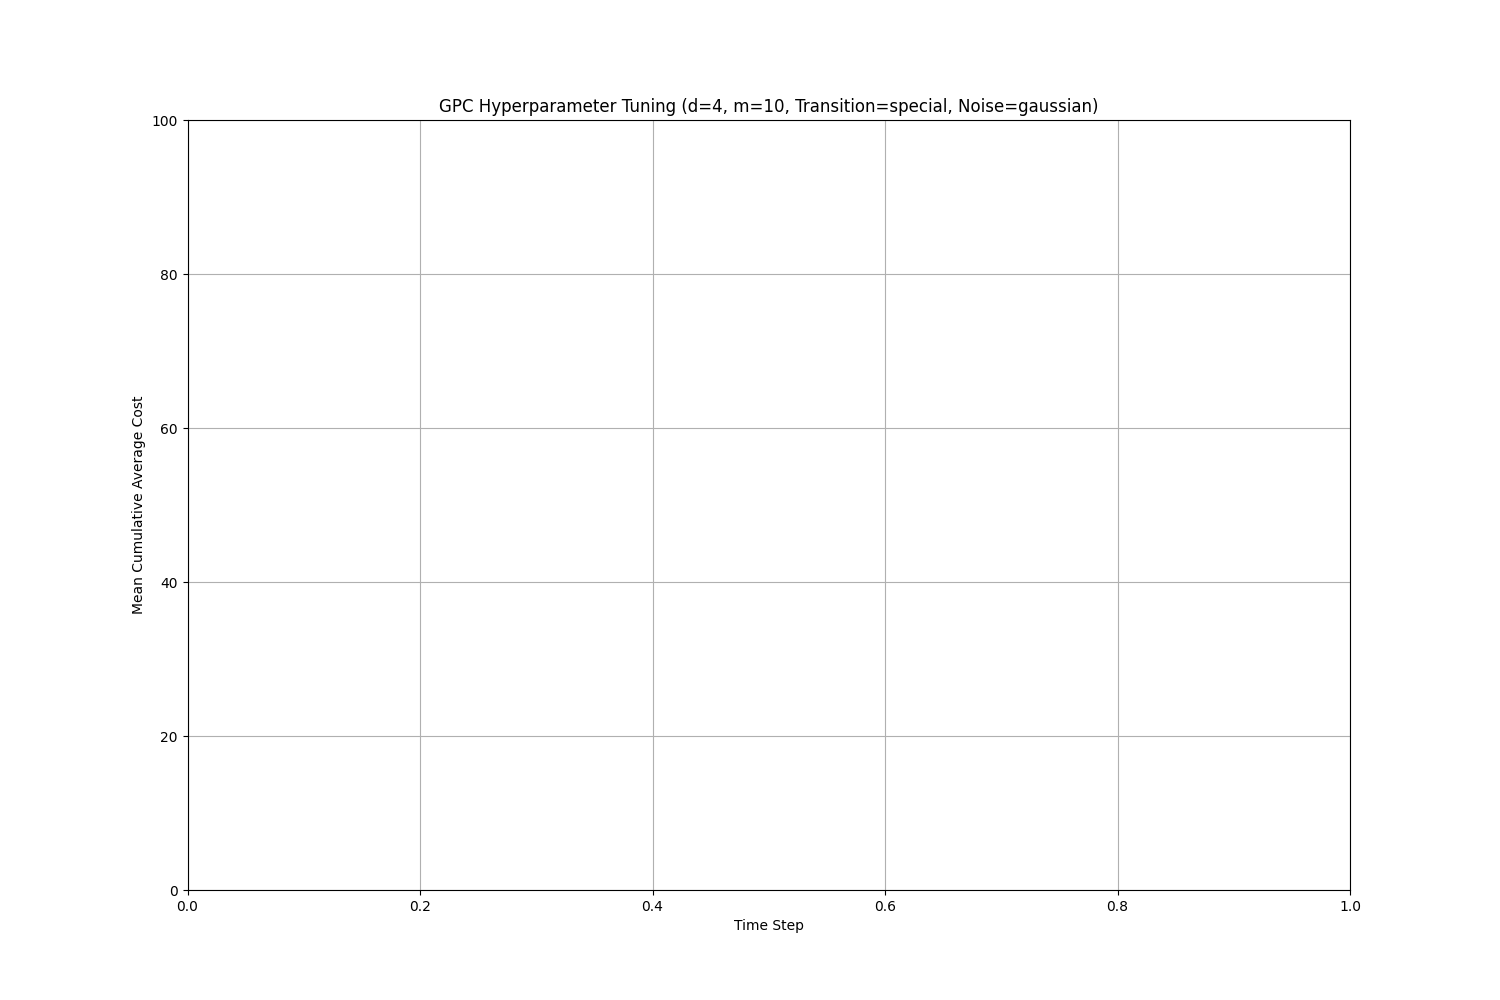 GPC Hyperparameter Tuning (d=4, m=10, Transition=special, Noise=gaussian)
100
80
60
40
20
0
Mean Cumulative Average Cost
0.0 0.2 0.4 0.6 0.8 1.0
Time Step